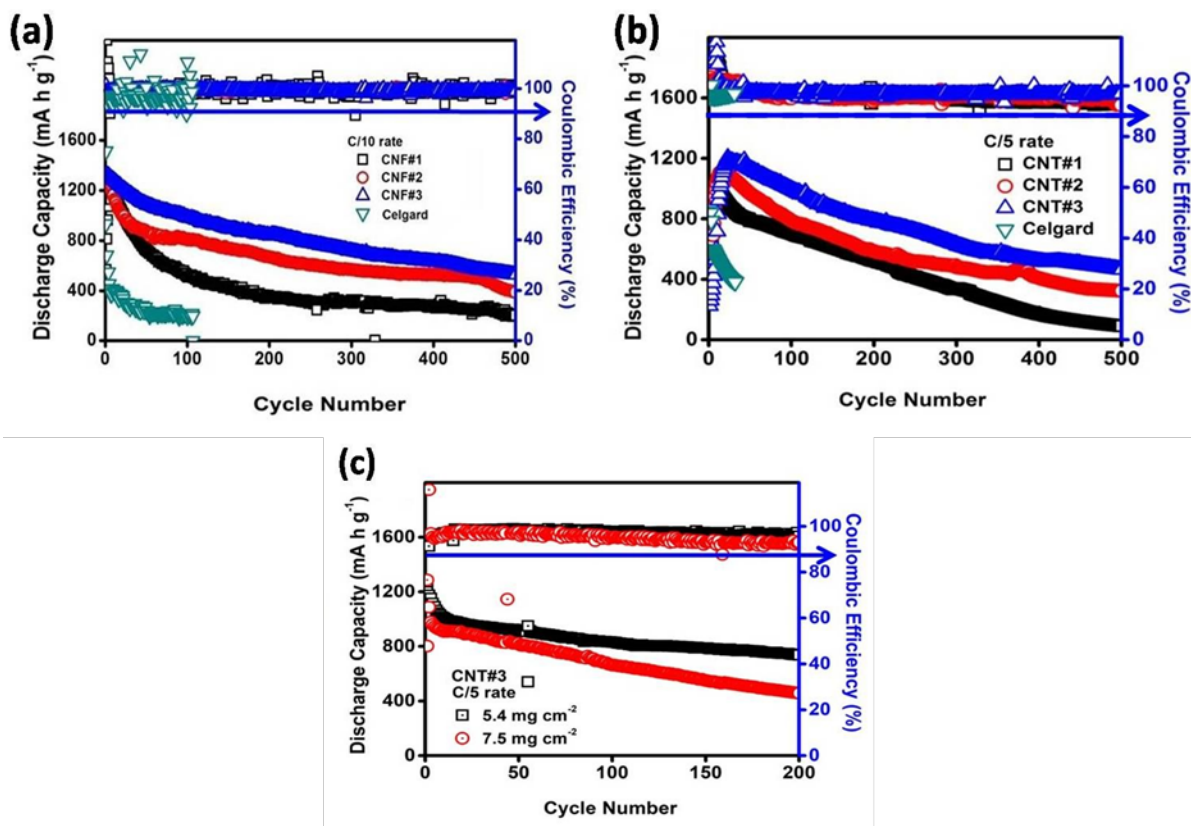 (a)
Discharge Capacity (mA h g⁻¹)
1600
1200
800
400
0
C/10 rate
CNF#1
CNF#2
CNF#3
Celgard
100
80
60
40
20
0
Coulombic Efficiency (%)
0 100 200 300 400 500
Cycle Number
(b)
Discharge Capacity (mA h g⁻¹)
1600
1200
800
400
0
C/5 rate
CNT#1
CNT#2
CNT#3
Celgard
100
80
60
40
20
0
Coulombic Efficiency (%)
0 100 200 300 400 500
Cycle Number
(c)
Discharge Capacity (mA h g⁻¹)
1600
1200
800
400
0
CNT#3
C/5 rate
5.4 mg cm⁻²
7.5 mg cm⁻²
100
80
60
40
20
0
Coulombic Efficiency (%)
0 50 100 150 200
Cycle Number